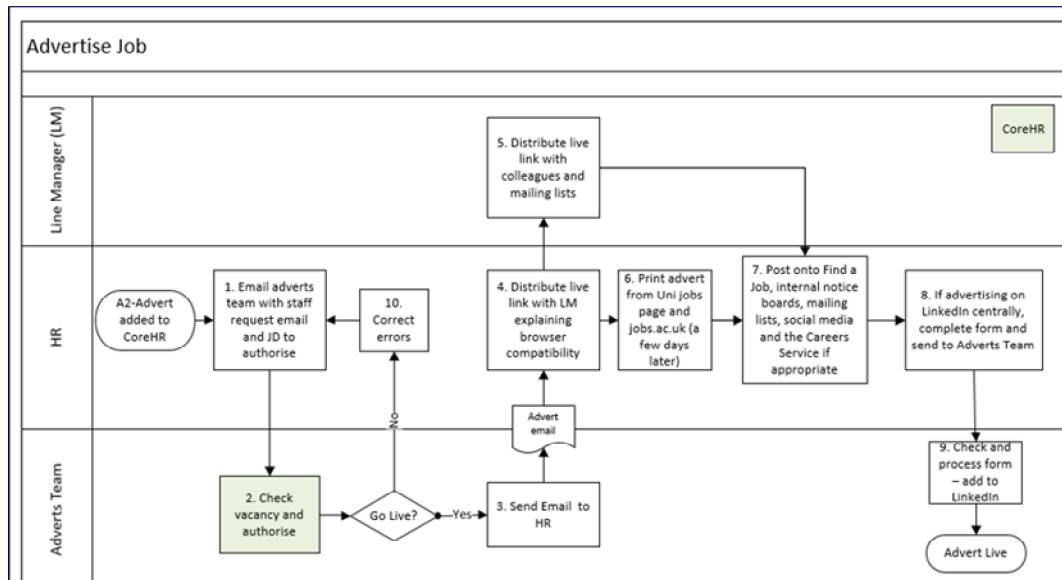 Advertise Job
Line Manager (LM)
5. Distribute live
link with
colleagues and
mailing lists
CoreHR
HR
A2-Advert
added to
CoreHR
1. Email adverts
team with staff
request email
and JD to
authorise
10.
Correct
errors
4. Distribute live
link with LM
explaining
browser
compatibility
6. Print advert
from Uni jobs
page and
jobs.ac.uk (a
few days
later)
7. Post onto Find a
Job, internal notice
boards, mailing
lists, social media
and the Careers
Service if
appropriate
8. If advertising on
LinkedIn centrally,
complete form and
send to Adverts Team
No
Advert
email
Adverts Team
2. Check
vacancy and
authorise
Go Live?
Yes
3. Send Email to
HR
9. Check and
process form
– add to
LinkedIn
Advert Live